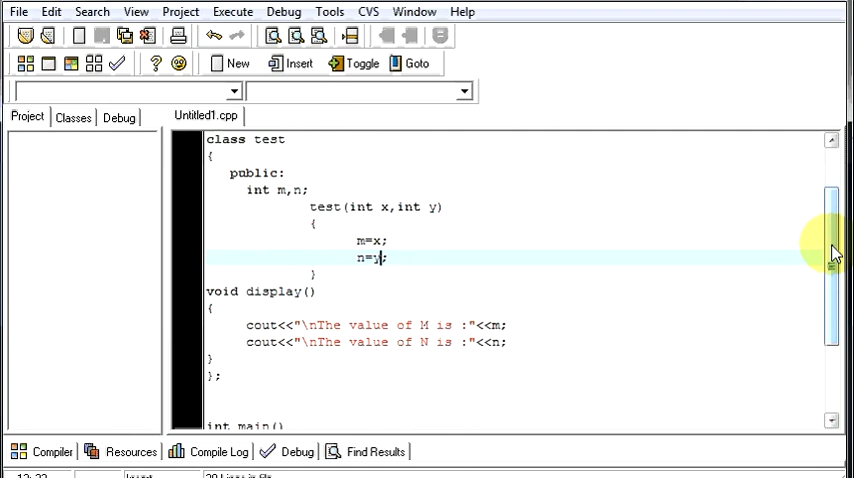 File Edit Search View Project Execute Debug Tools CVS Window Help
New Insert Toggle Goto
Project Classes Debug Untitled1.cpp
class test
{
public:
int m,n;
test(int x,int y)
{
m=x;
n=y;
}
void display()
{
cout<<"\nThe value of M is :"<<m;
cout<<"\nThe value of N is :"<<n;
}
};
int main()
Compiler Resources Compile Log Debug Find Results